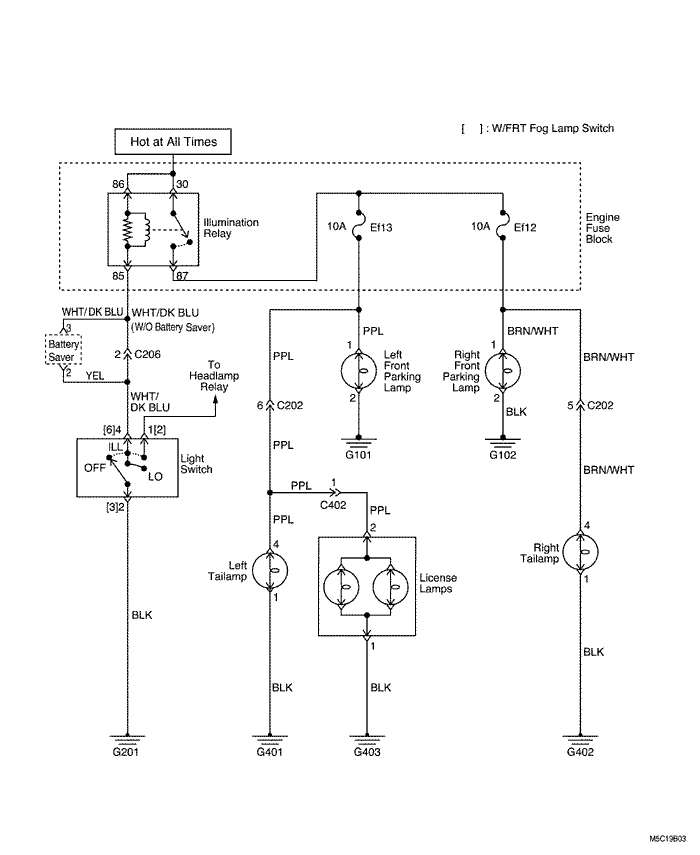 [ ] : W/FRT Fog Lamp Switch
Hot at All Times
86
30
Illumination
Relay
10A
Ef13
10A
Ef12
Engine
Fuse
Block
85
87
WHT/DK BLU
WHT/DK BLU
(W/O Battery Saver)
3
Battery
Saver
2
YEL
2
C206
PPL
PPL
1
Left
Front
Parking
Lamp
2
Right
Front
Parking
Lamp
1
2
BRN/WHT
BRN/WHT
BLK
To
Headlamp
Relay
WHT/
DK BLU
6
C202
5
C202
G101
G102
[6]4
1[2]
ILL
OFF
LO
Light
Switch
[3]2
PPL
BRN/WHT
PPL
1
C402
PPL
PPL
2
4
Left
Tailamp
1
License
Lamps
1
4
Right
Tailamp
1
BLK
BLK
BLK
BLK
G201
G401
G403
G402
M5C19B03